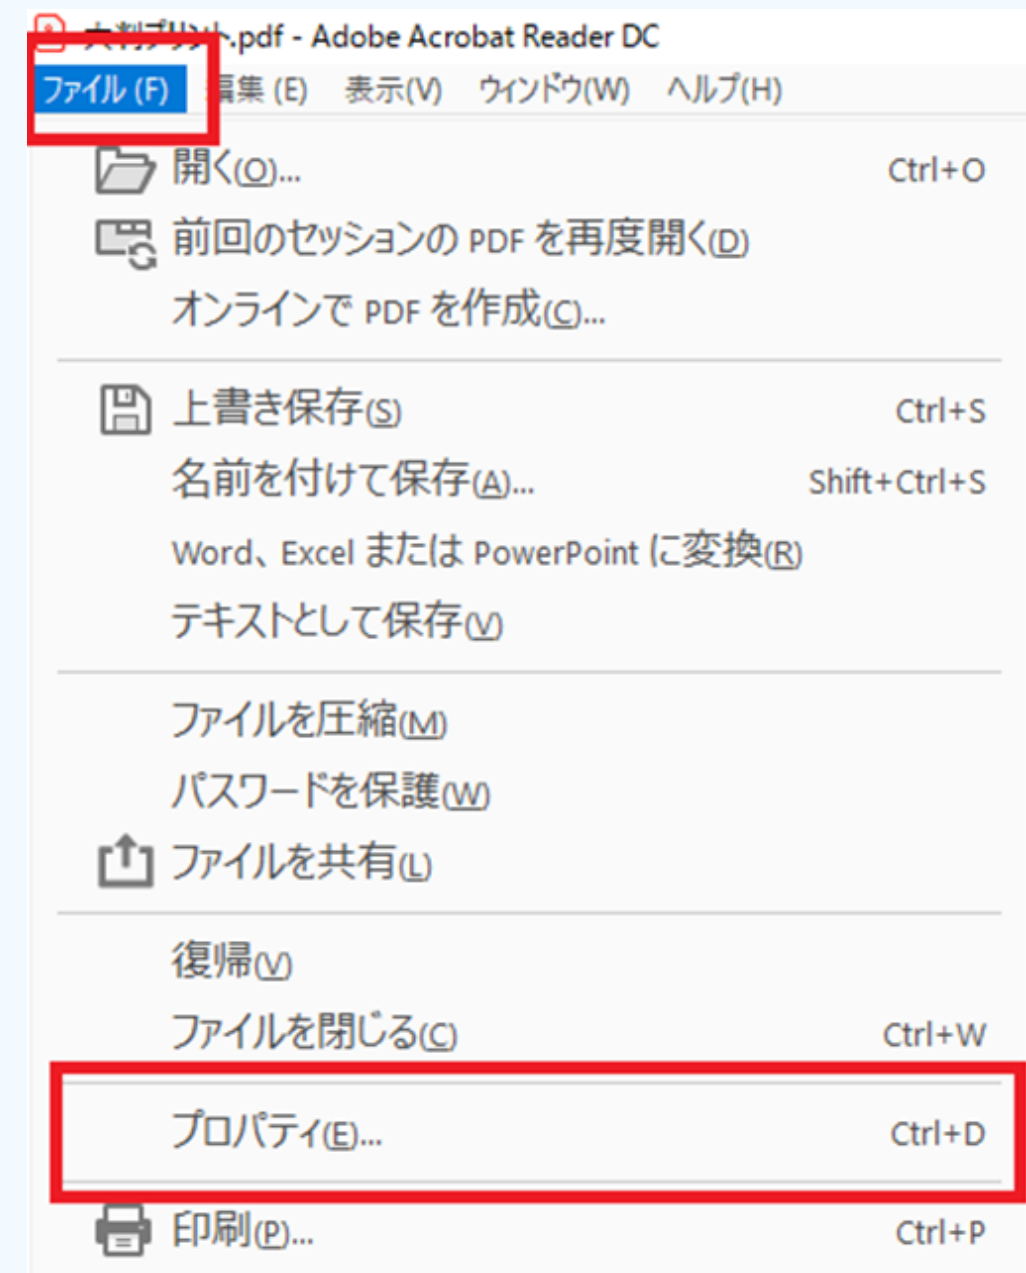 大判プリント.pdf - Adobe Acrobat Reader DC
ファイル (F) 編集 (E) 表示(V) ウィンドウ(W) ヘルプ(H)
開く(O)... Ctrl+O
前回のセッションの PDF を再度開く(D)
オンラインで PDF を作成(C)...
上書き保存(S) Ctrl+S
名前を付けて保存(A)... Shift+Ctrl+S
Word、Excel または PowerPoint に変換(R)
テキストとして保存(V)
ファイルを圧縮(M)
パスワードを保護(W)
ファイルを共有(L)
復帰(V)
ファイルを閉じる(C) Ctrl+W
プロパティ(E)... Ctrl+D
印刷(P)... Ctrl+P